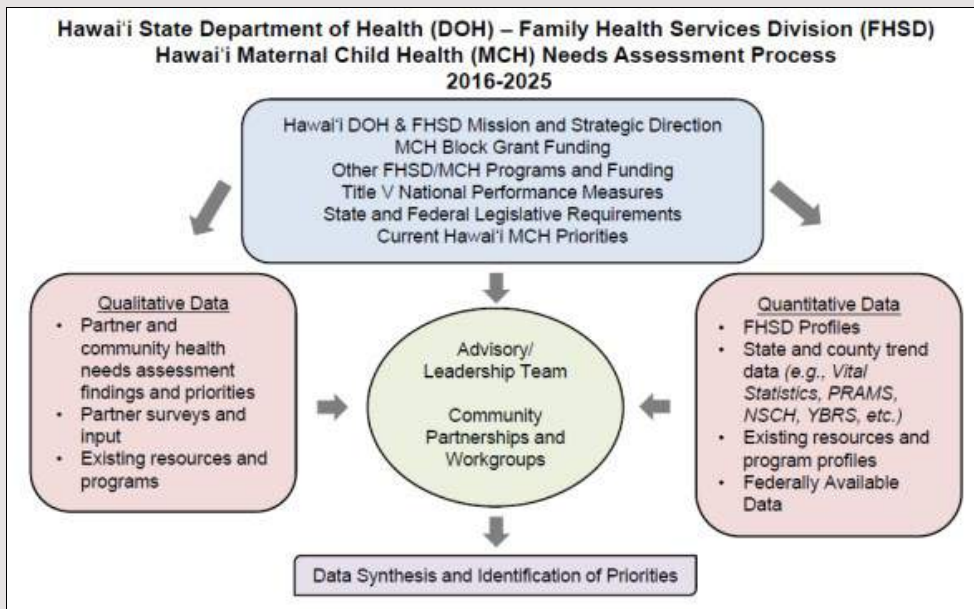 Hawai'i State Department of Health (DOH) – Family Health Services Division (FHSD)
Hawai'i Maternal Child Health (MCH) Needs Assessment Process
2016-2025
Hawai'i DOH & FHSD Mission and Strategic Direction
MCH Block Grant Funding
Other FHSD/MCH Programs and Funding
Title V National Performance Measures
State and Federal Legislative Requirements
Current Hawai'i MCH Priorities
Qualitative Data
• Partner and
community health
needs assessment
findings and priorities
• Partner surveys and
input
• Existing resources and
programs
Advisory/
Leadership Team
Community
Partnerships and
Workgroups
Quantitative Data
• FHSD Profiles
• State and county trend
data (e.g., Vital
Statistics, PRAMS,
NSCH, YBRS, etc.)
• Existing resources and
program profiles
• Federally Available
Data
Data Synthesis and Identification of Priorities